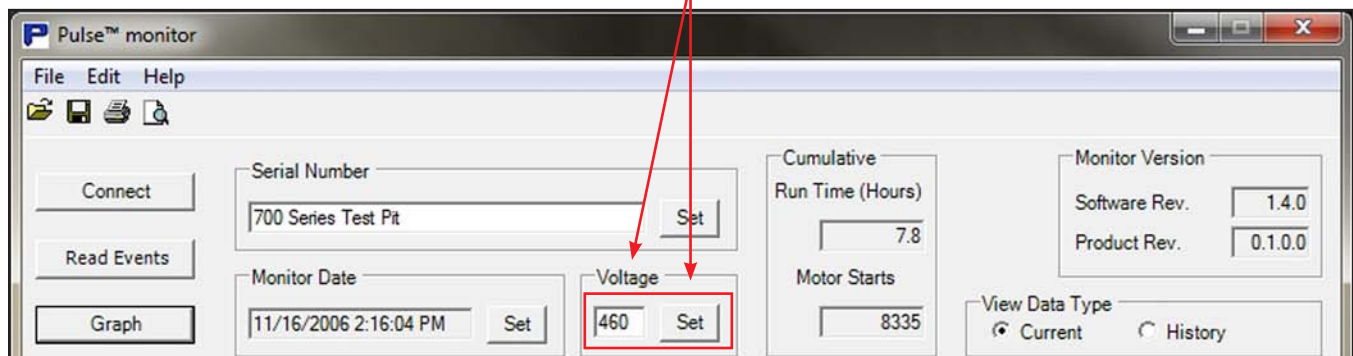 Pulse™ monitor
File Edit Help
Connect
Read Events
Graph
Serial Number
700 Series Test Pit
Set
Monitor Date
11/16/2006 2:16:04 PM
Set
Voltage
460
Set
Cumulative
Run Time (Hours)
7.8
Motor Starts
8335
Monitor Version
Software Rev. 1.4.0
Product Rev. 0.1.0.0
View Data Type
Current History